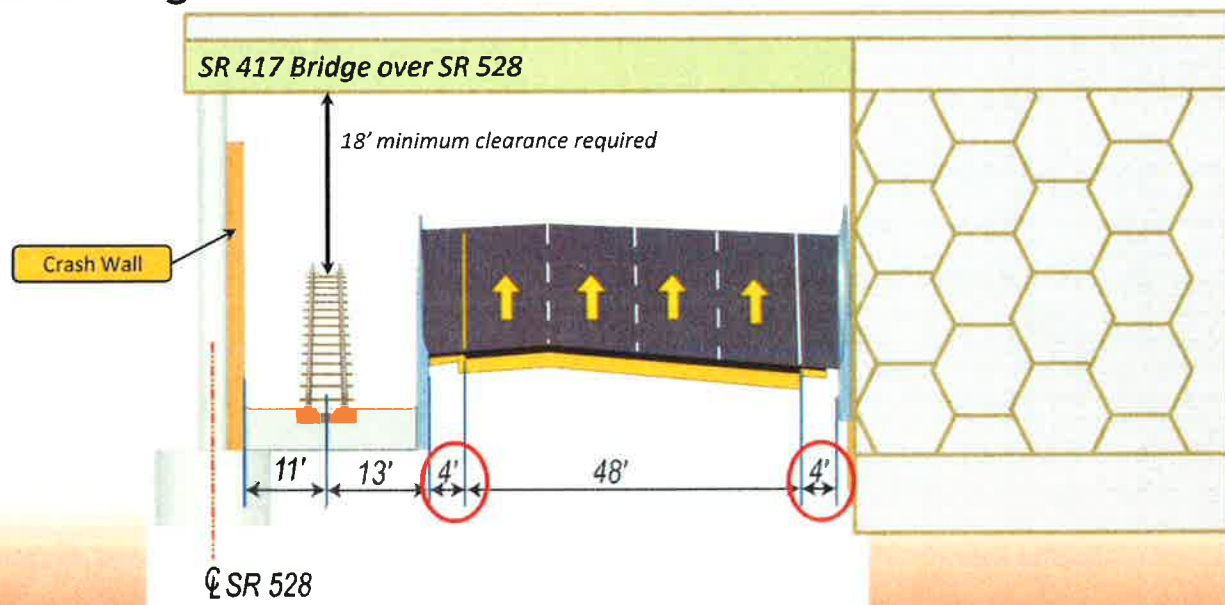 SR 417 Bridge over SR 528
18' minimum clearance required
Crash Wall
11' 13' 4' 48' 4'
℄ SR 528